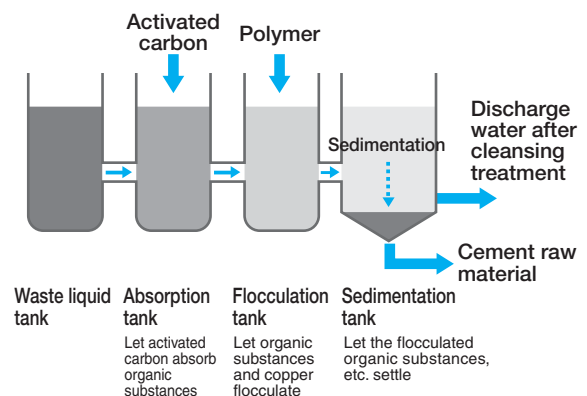 Activated
carbon
Polymer
Sedimentation
Discharge
water after
cleansing
treatment
Cement raw
material
Waste liquid
tank
Absorption
tank
Let activated
carbon absorb
organic
substances
Flocculation
tank
Let organic
substances
and copper
flocculate
Sedimentation
tank
Let the flocculated
organic substances,
etc. settle